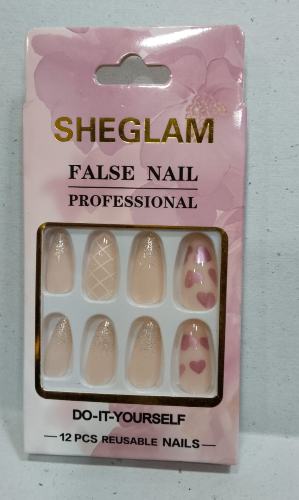 SHEGLAM
FALSE NAIL
PROFESSIONAL
DO-IT-YOURSELF
12 PCS REUSABLE NAILS